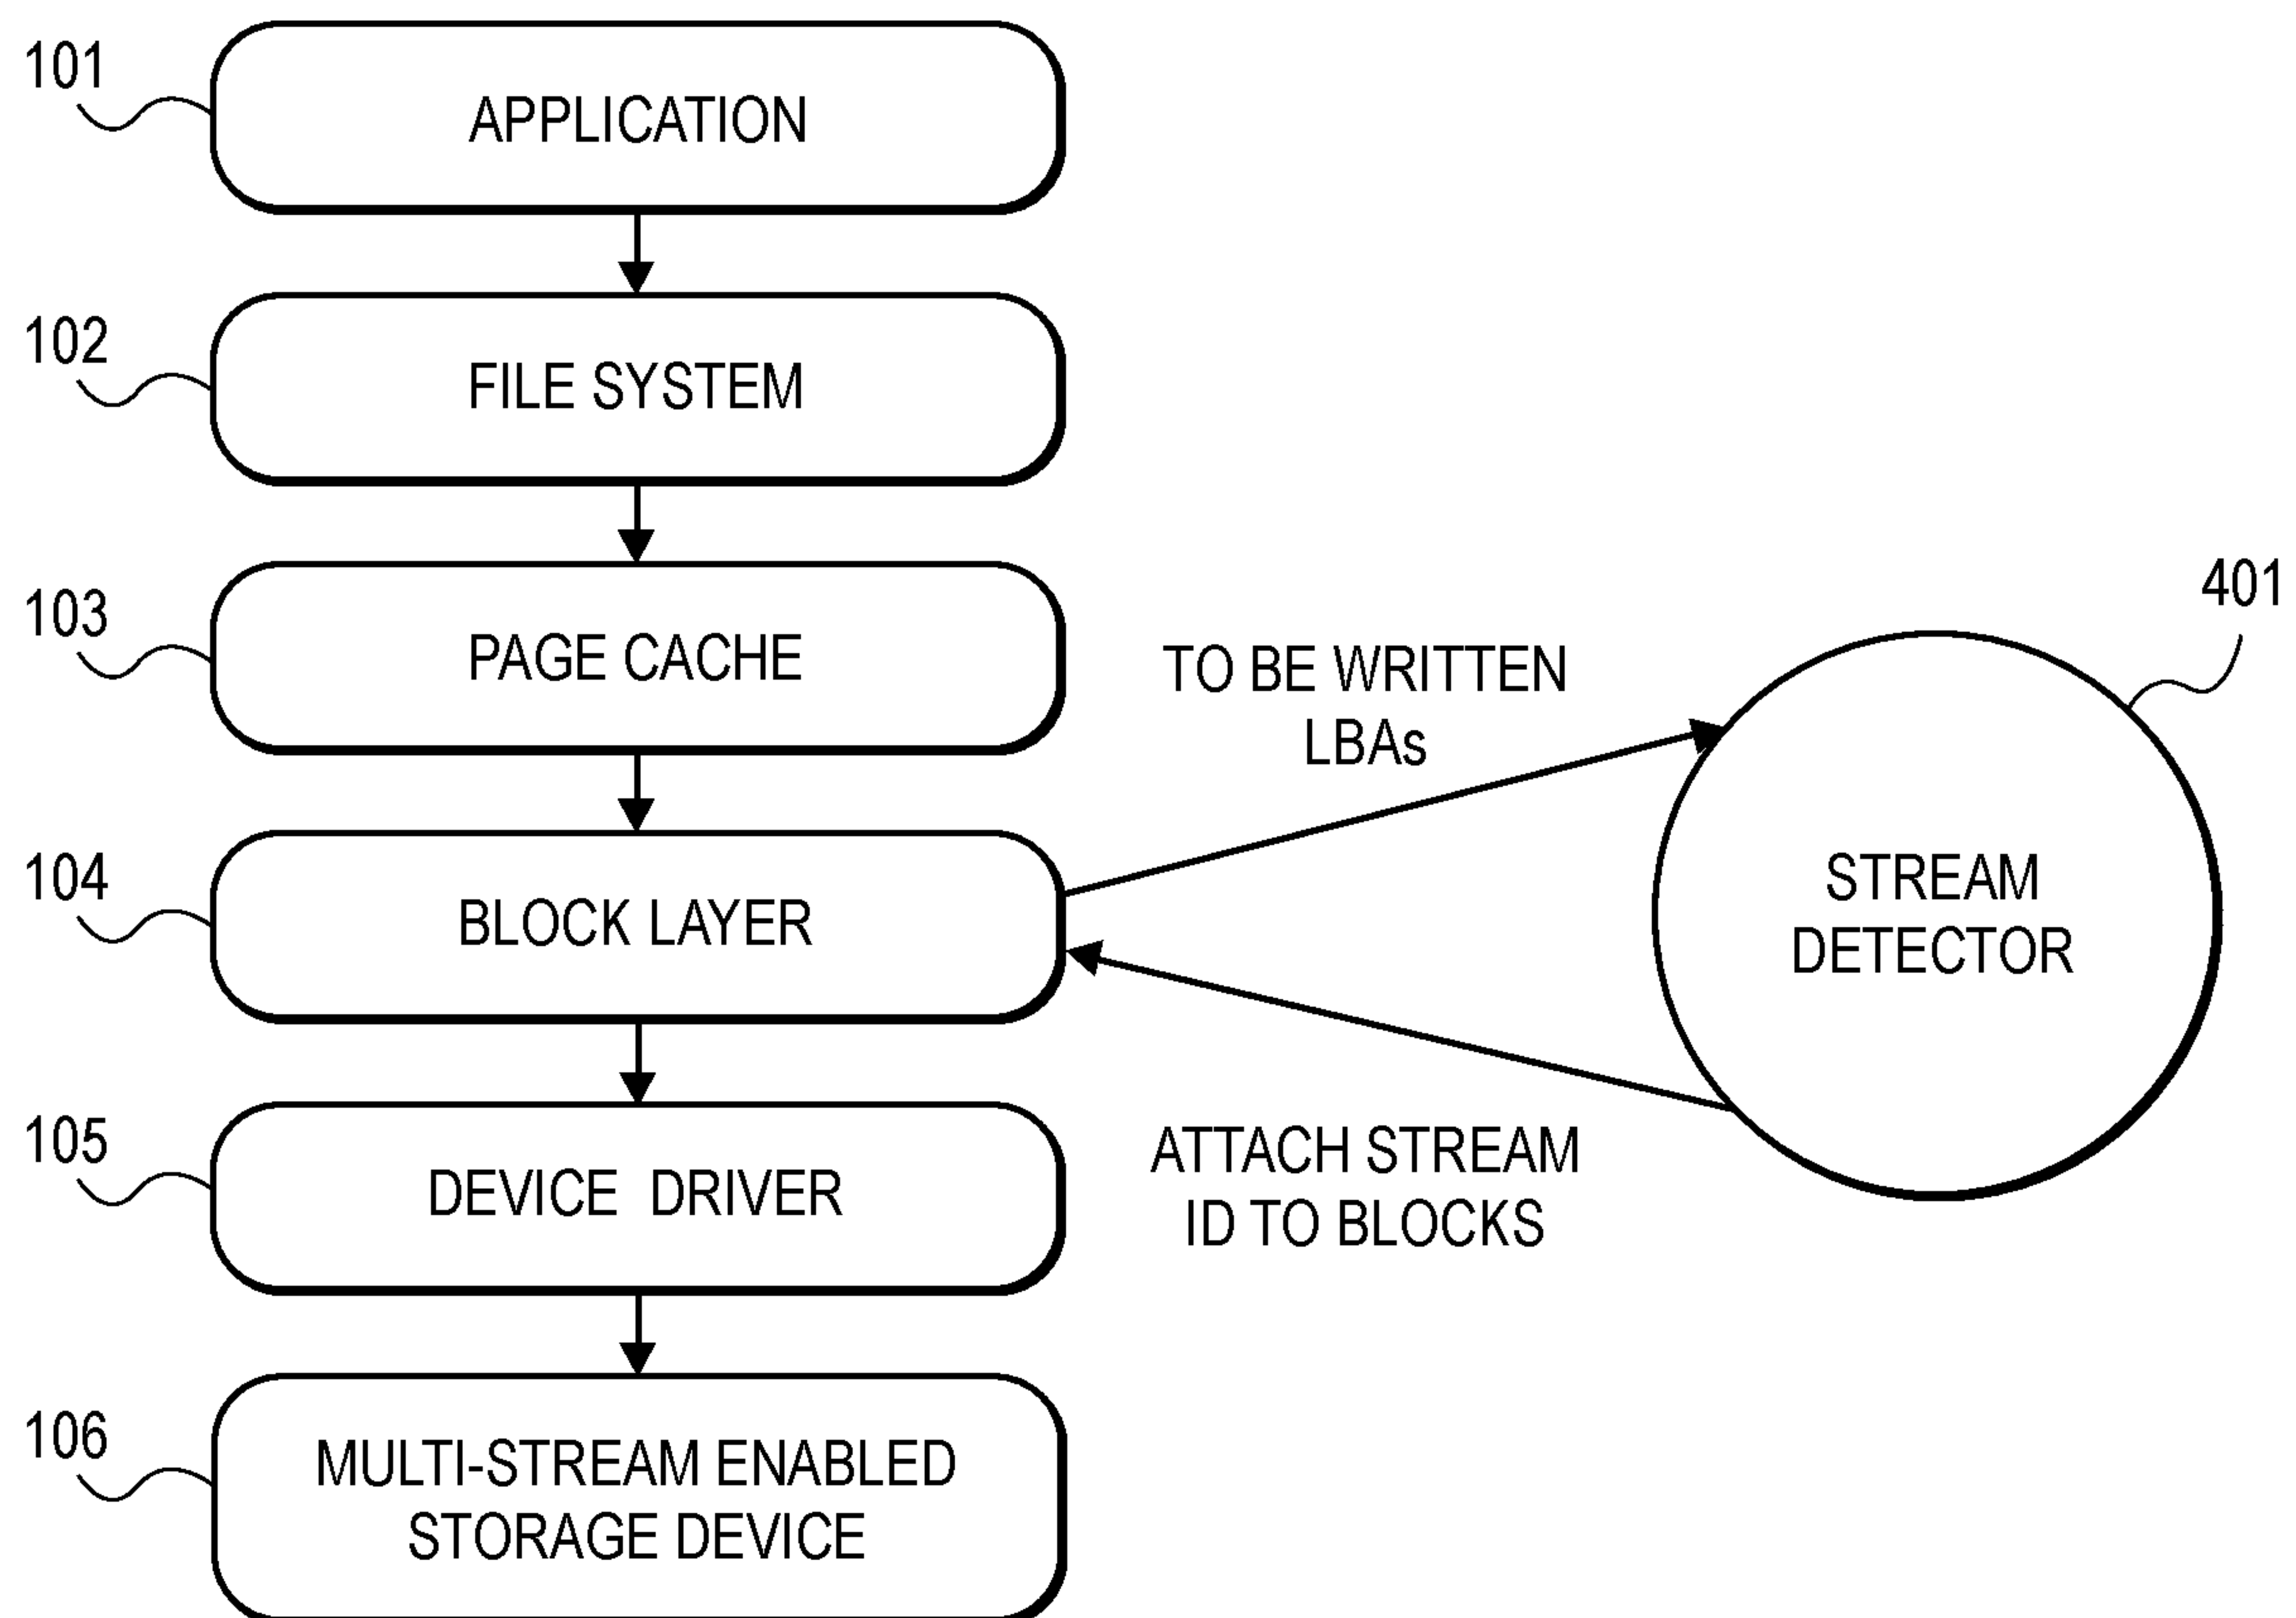 101
APPLICATION
102
FILE SYSTEM
103
PAGE CACHE
TO BE WRITTEN
LBAs
401
104
BLOCK LAYER
STREAM
DETECTOR
105
DEVICE DRIVER
ATTACH STREAM
ID TO BLOCKS
106
MULTI-STREAM ENABLED
STORAGE DEVICE